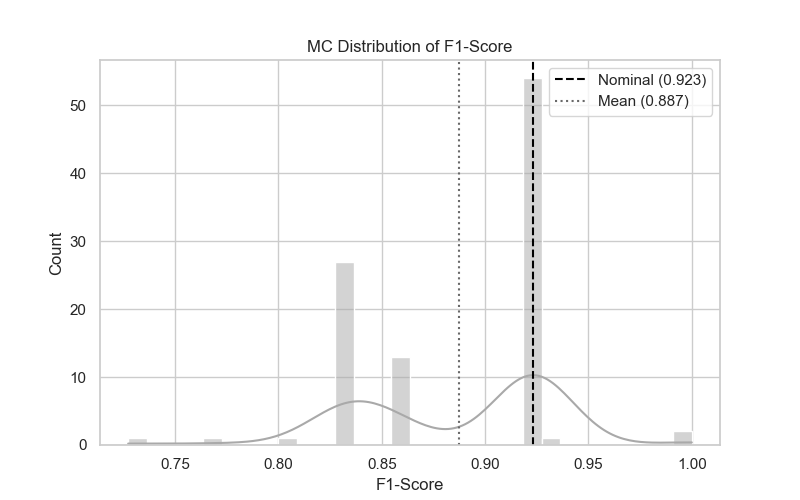 MC Distribution of F1-Score
Nominal (0.923)
Mean (0.887)
Count
50
40
30
20
10
0
0.75 0.80 0.85 0.90 0.95 1.00
F1-Score